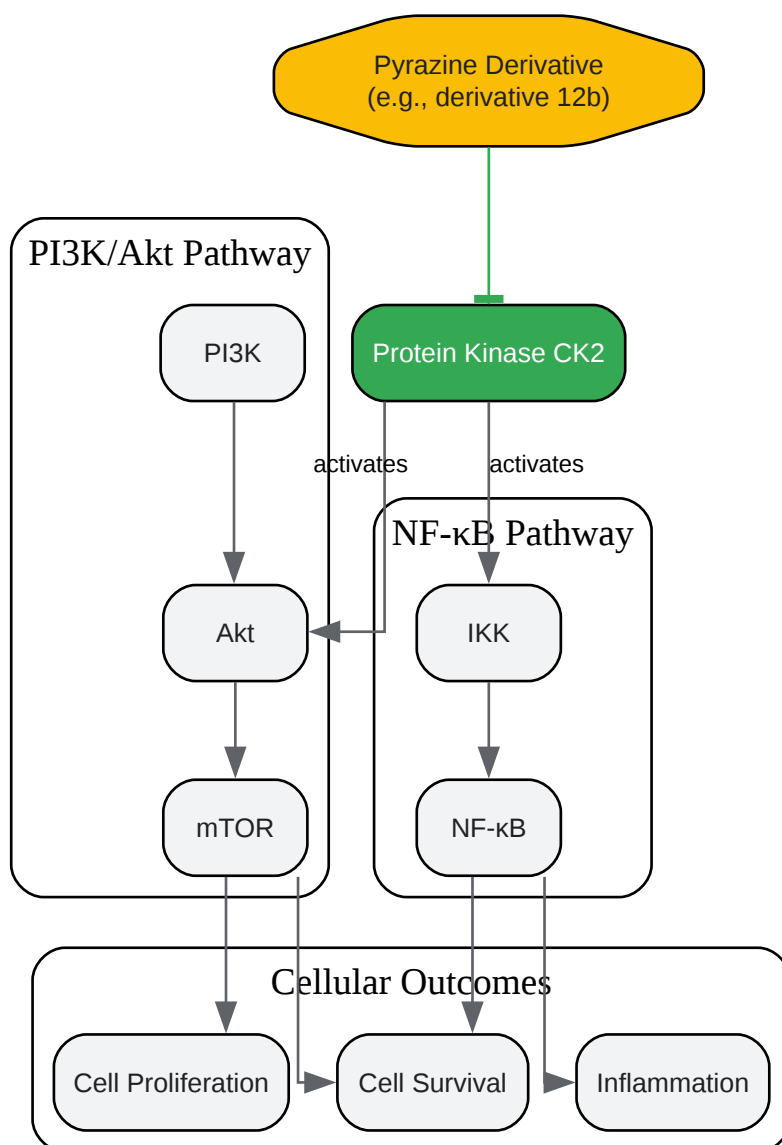 Pyrazine Derivative
(e.g., derivative 12b)
PI3K/Akt Pathway
PI3K
Protein Kinase CK2
activates
activates
NF-κB Pathway
Akt
IKK
mTOR
NF-κB
Cellular Outcomes
Cell Proliferation
Cell Survival
Inflammation